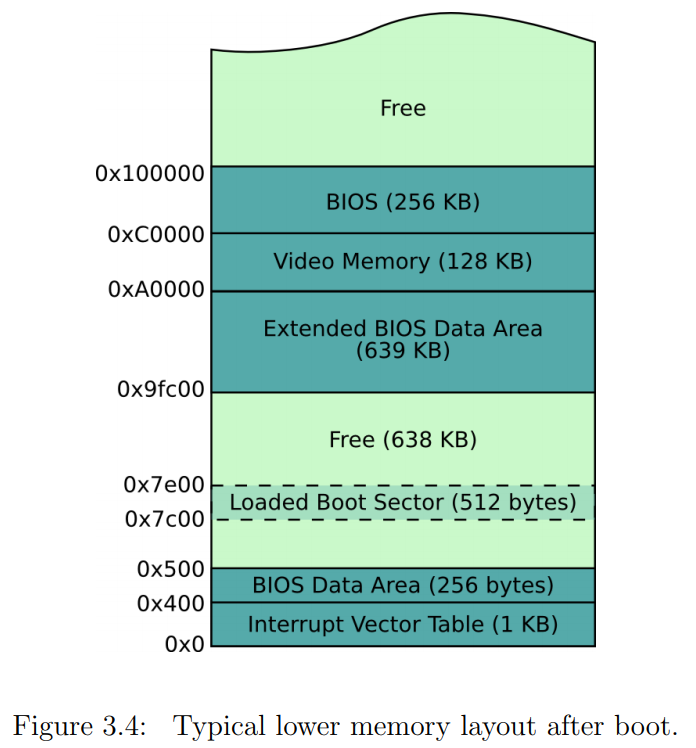 Free
0x100000
BIOS (256 KB)
0xC0000
Video Memory (128 KB)
0xA0000
Extended BIOS Data Area
(639 KB)
0x9fc00
Free (638 KB)
0x7e00
Loaded Boot Sector (512 bytes)
0x7c00
0x500
BIOS Data Area (256 bytes)
0x400
Interrupt Vector Table (1 KB)
0x0
Figure 3.4: Typical lower memory layout after boot.